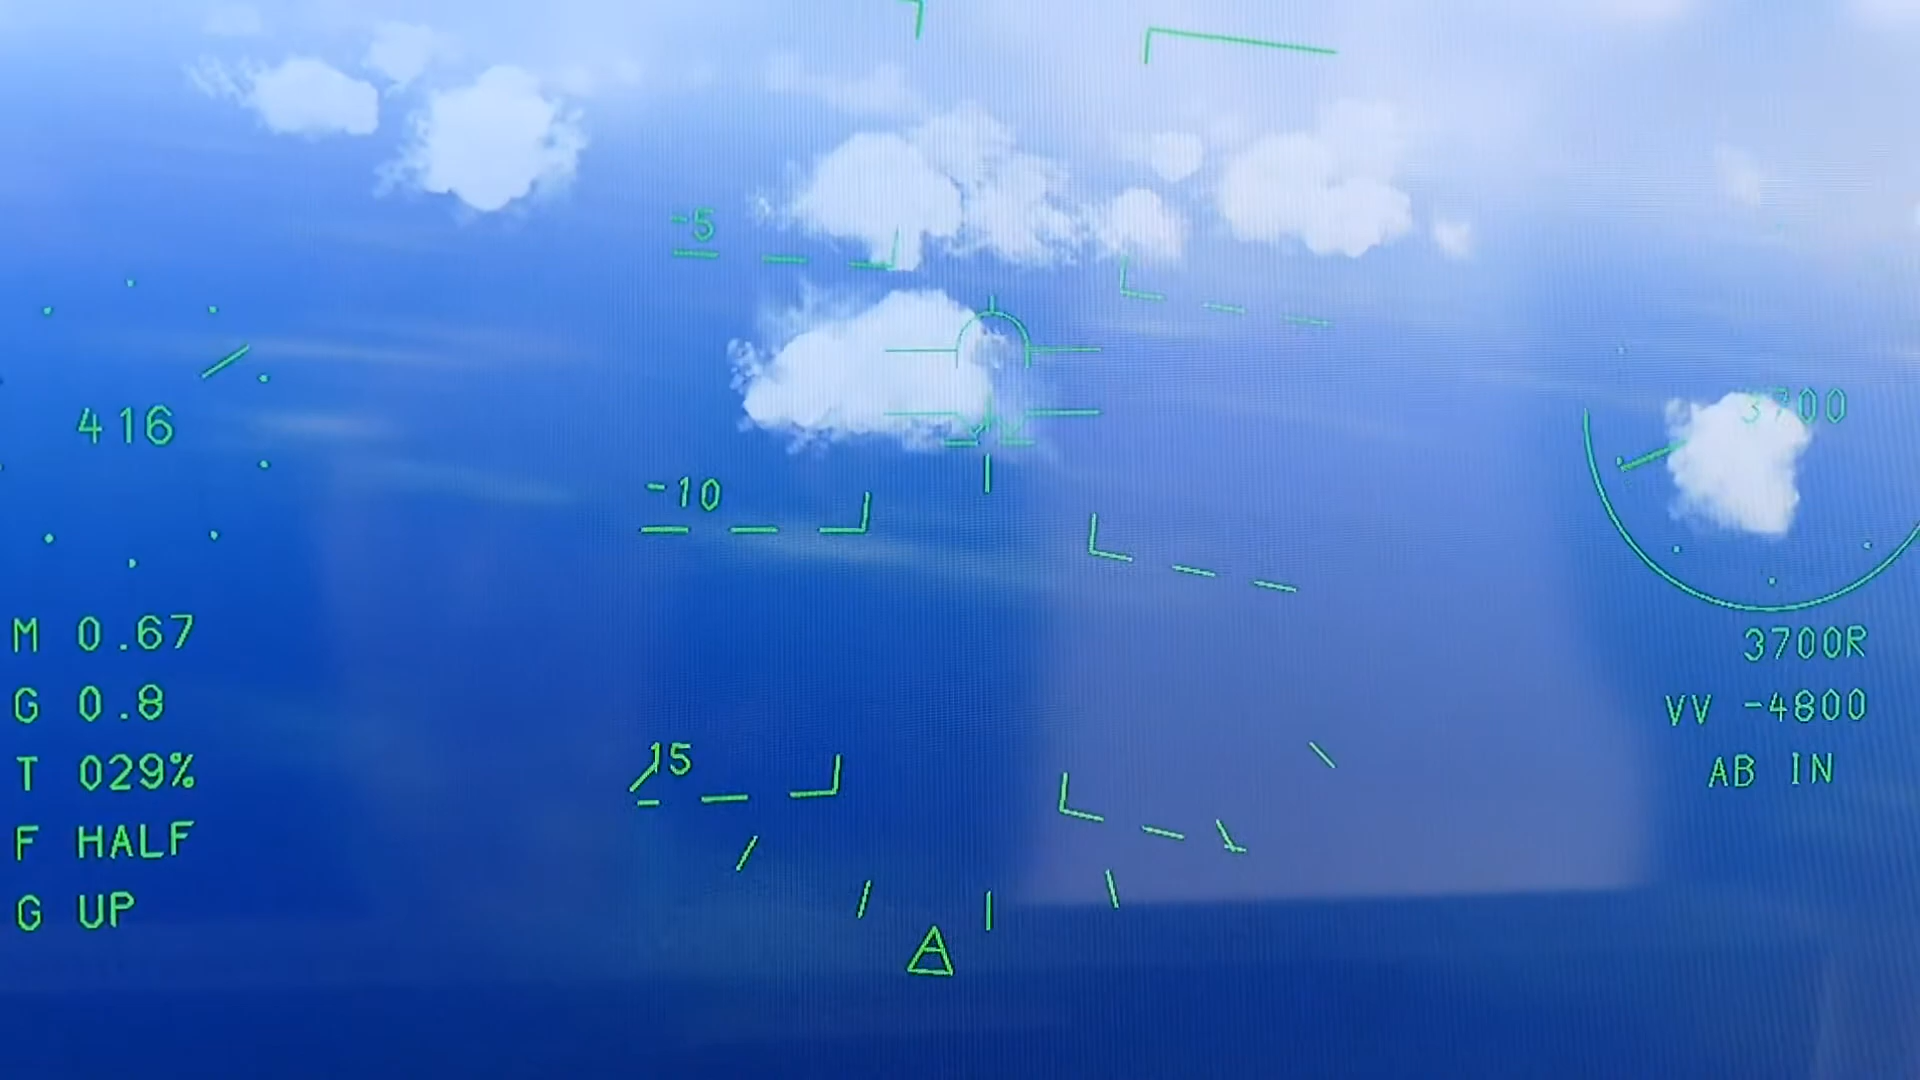 -5
416
3700
-10
M 0.67
3700R
G 0.8
VV -4800
15
T 029%
AB IN
F HALF
G UP